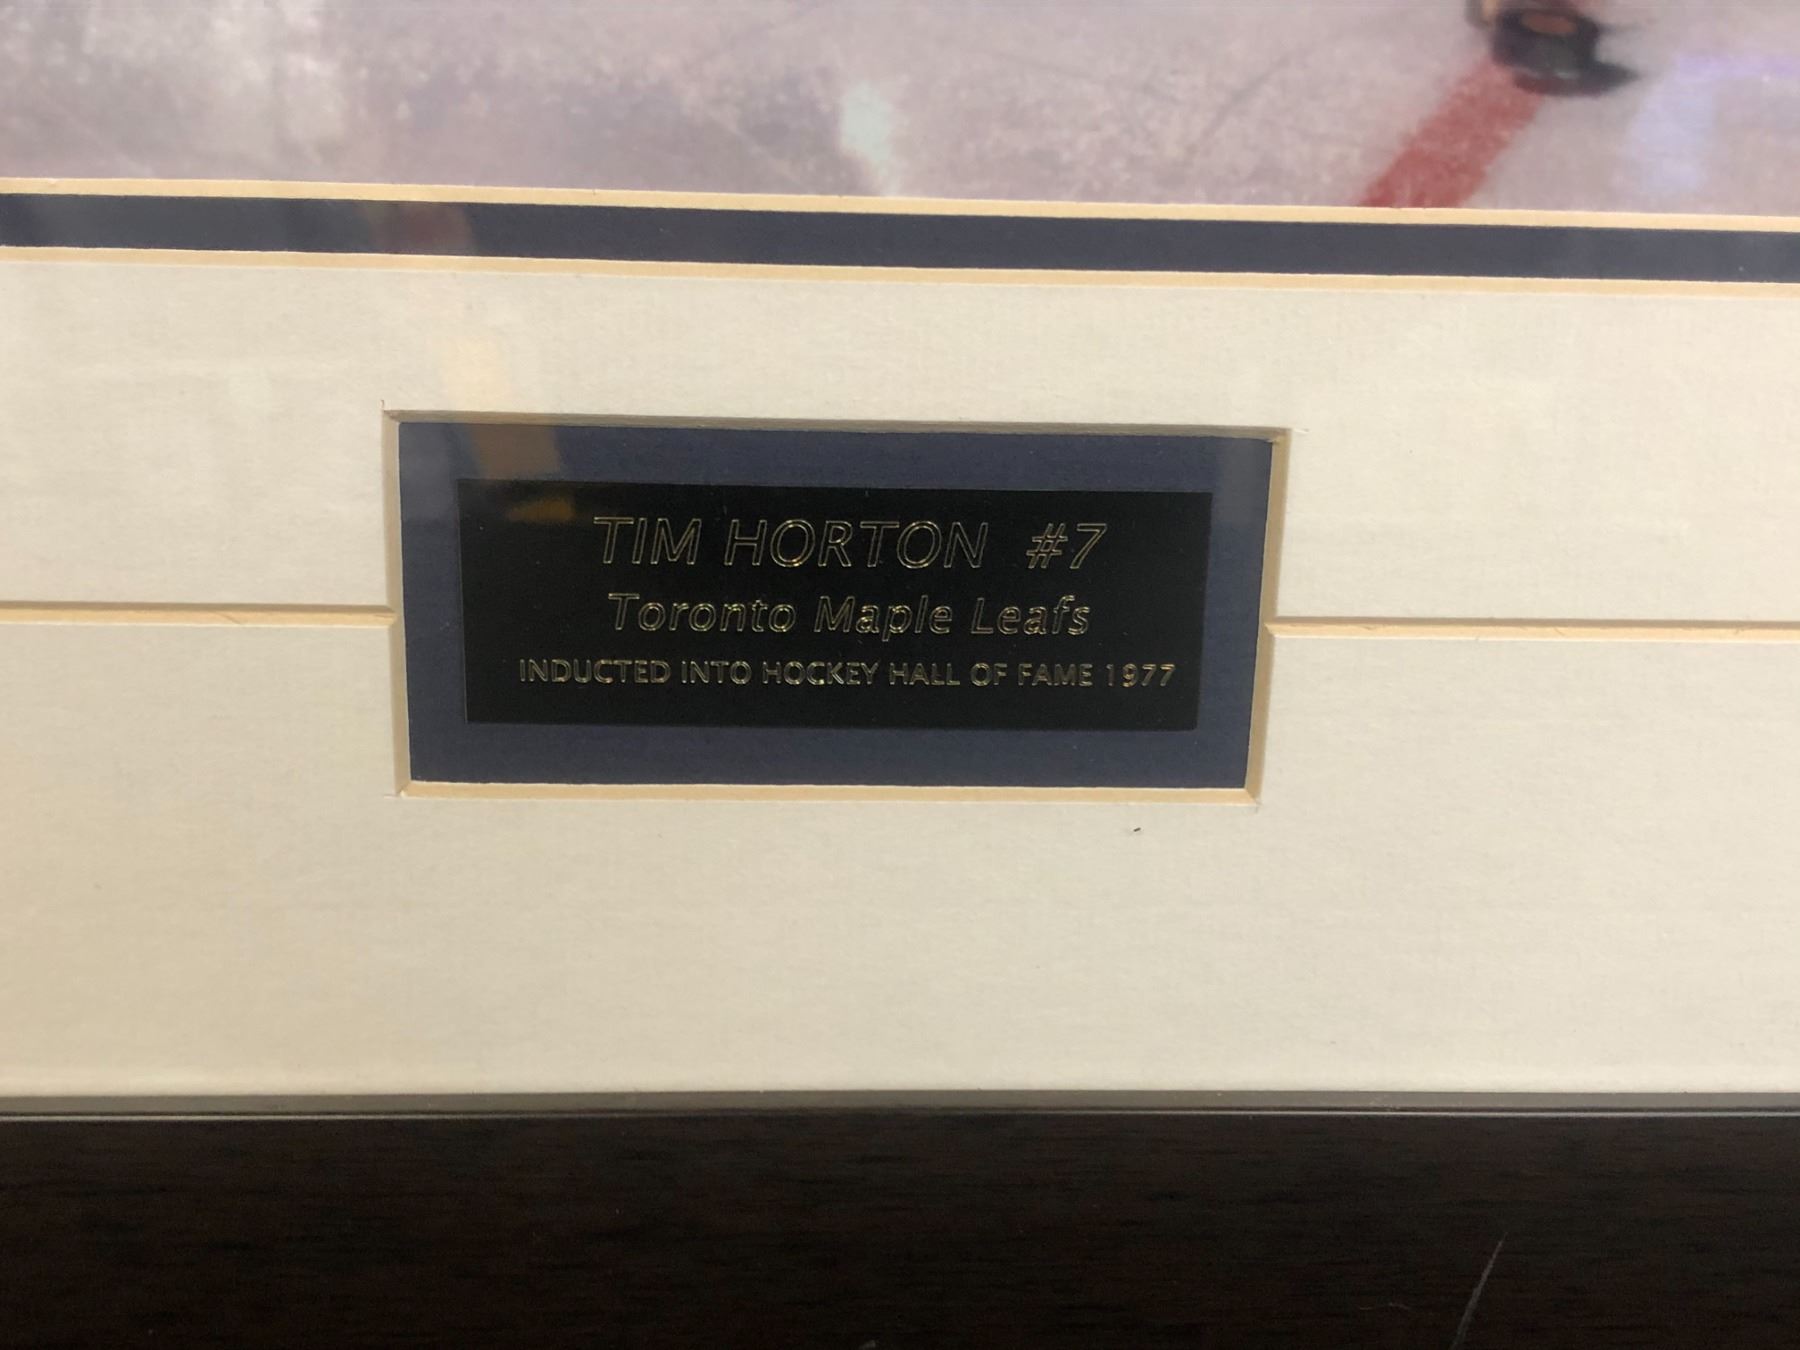 TIM HORTON #7
Toronto Maple Leafs
INDUCTED INTO HOCKEY HALL OF FAME 1977